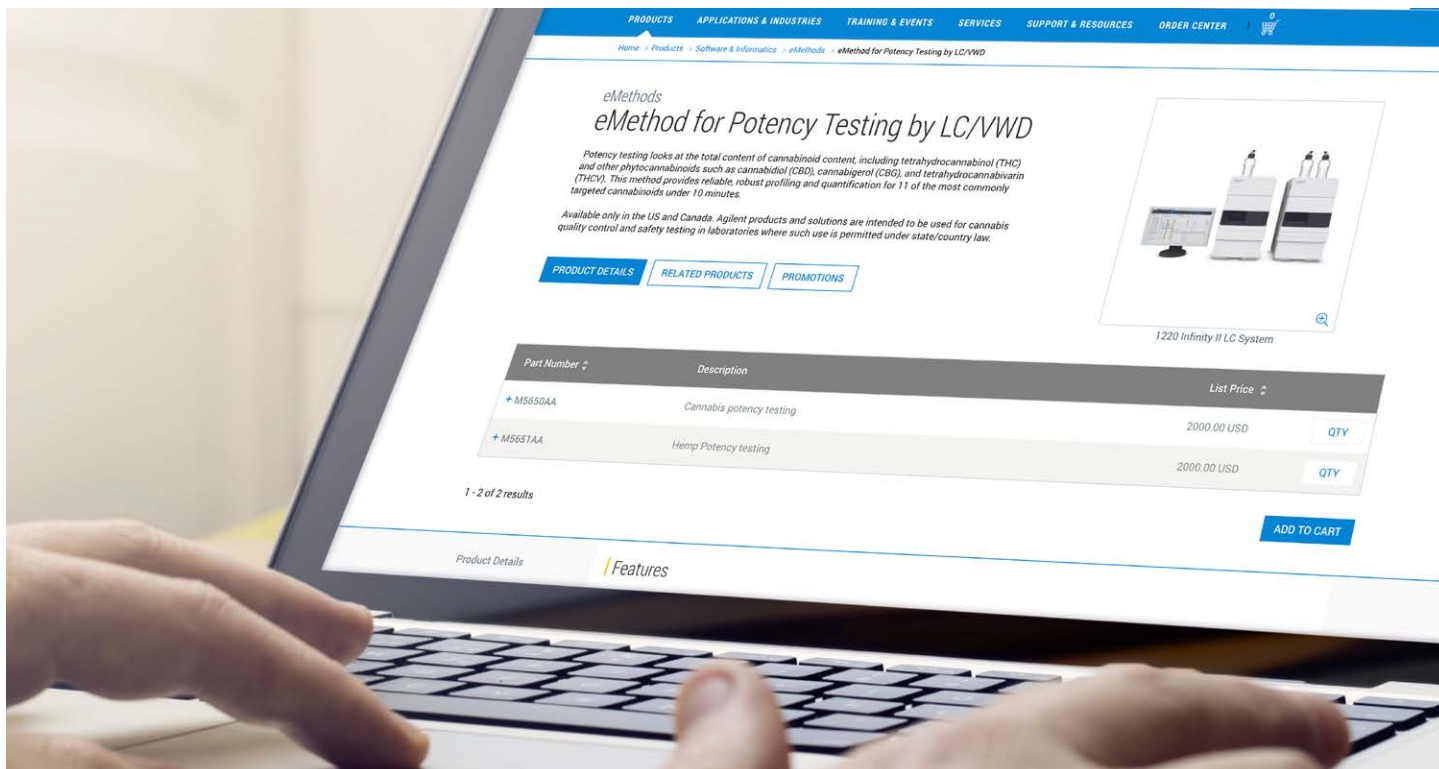 PRODUCTS APPLICATIONS & INDUSTRIES TRAINING & EVENTS SERVICES SUPPORT & RESOURCES ORDER CENTER 0
Home > Products > Software & Informatics > eMethods > eMethod for Potency Testing by LC/VWD
eMethods
eMethod for Potency Testing by LC/VWD
Potency testing looks at the total content of cannabinoid content, including tetrahydrocannabinol (THC)
and other phytocannabinoids such as cannabidiol (CBD), cannabigerol (CBG), and tetrahydrocannabivarin
(THCV). This method provides reliable, robust profiling and quantification for 11 of the most commonly
targeted cannabinoids under 10 minutes.
Available only in the US and Canada. Agilent products and solutions are intended to be used for cannabis
quality control and safety testing in laboratories where such use is permitted under state/country law.
PRODUCT DETAILS RELATED PRODUCTS PROMOTIONS
1220 Infinity II LC System
Part Number Description List Price
+ M5650AA Cannabis potency testing 2000.00 USD QTY
+ M5651AA Hemp Potency testing 2000.00 USD QTY
1 - 2 of 2 results
ADD TO CART
Product Details Features